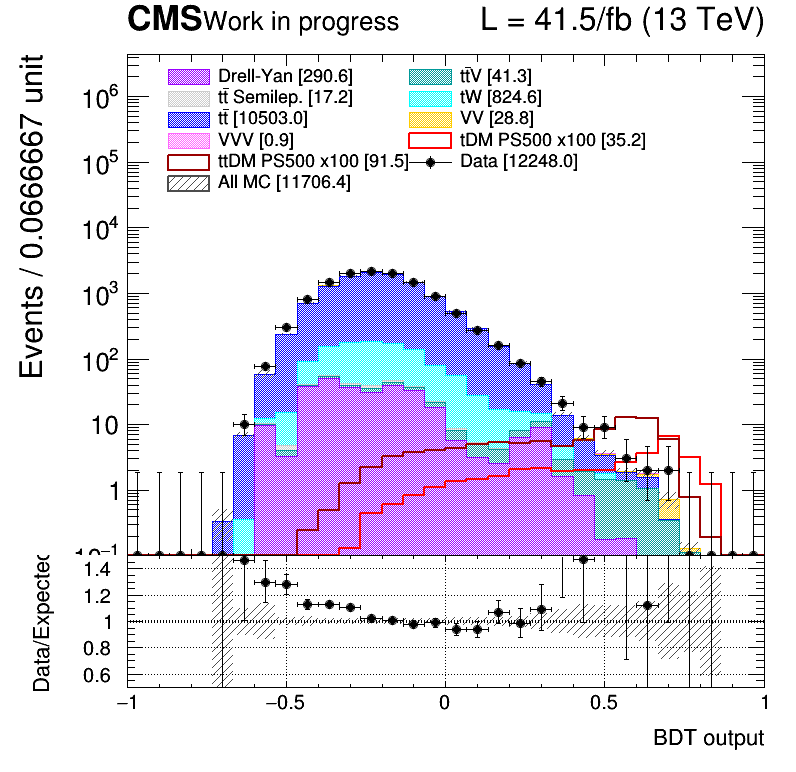 CMS Work in progress L = 41.5/fb (13 TeV)
Events / 0.0666667 unit
Drell-Yan [290.6] tt̄V [41.3]
tt̄ Semilep. [17.2] tW [824.6]
tt̄ [10503.0] VV [28.8]
VVV [0.9] tDM PS500 x100 [35.2]
ttDM PS500 x100 [91.5] Data [12248.0]
All MC [11706.4]
10⁶
10⁵
10⁴
10³
10²
10
1
10⁻¹
Data/Expected
1.4
1.2
1
0.8
0.6
−1 −0.5 0 0.5 1
BDT output